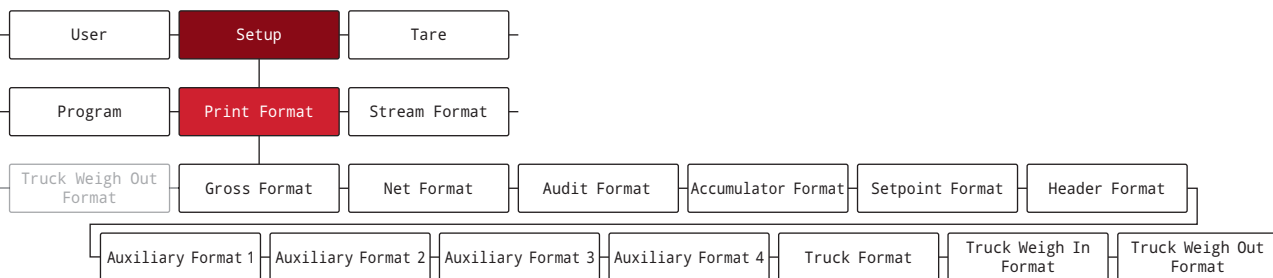 User Setup Tare
Program Print Format Stream Format
Truck Weigh Out
Format
Gross Format Net Format Audit Format Accumulator Format Setpoint Format Header Format
Auxiliary Format 1 Auxiliary Format 2 Auxiliary Format 3 Auxiliary Format 4 Truck Format
Truck Weigh In
Format
Truck Weigh Out
Format